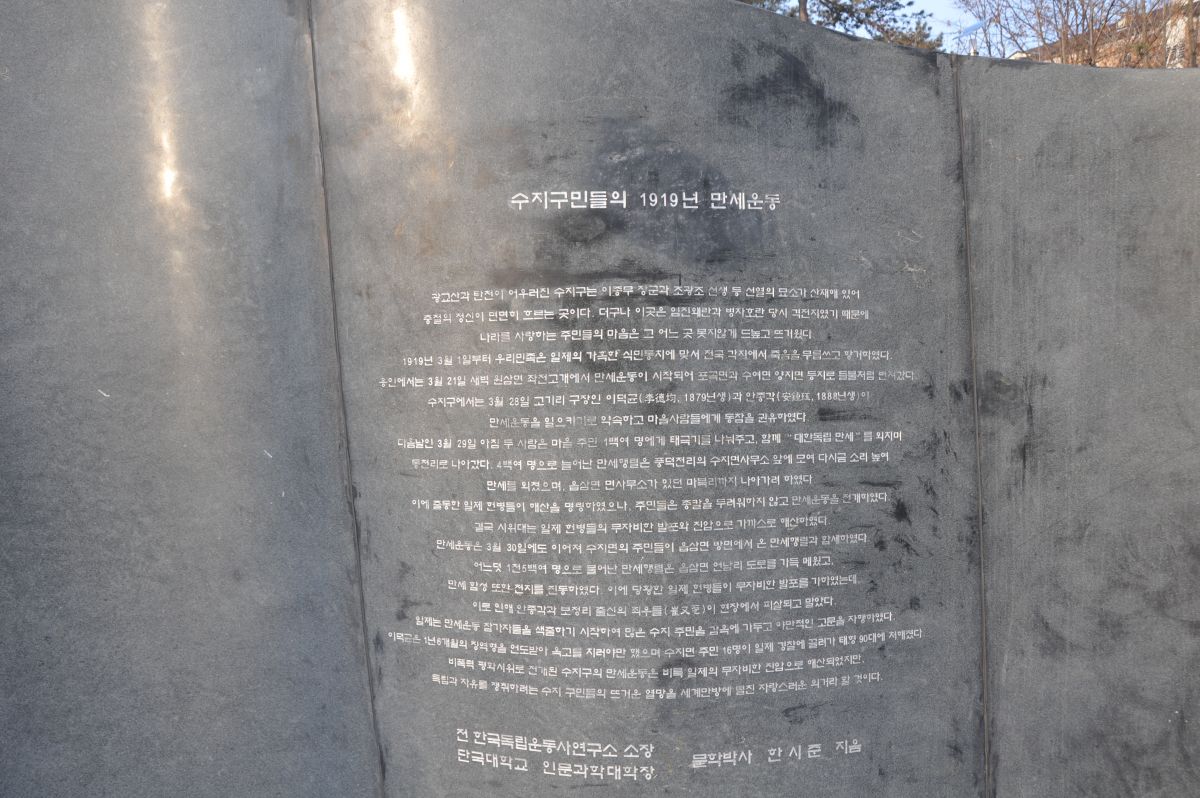 수지구민들의 1919년 만세운동
광교산과 탄천이 어우러진 수지구는 이종무 장군과 조광조 선생 등 선열의 묘소가 산재해 있어
충절의 정신이 면면히 흐르는 곳이다. 더구나 이곳은 임진왜란과 병자호란 당시 격전지였기 때문에
나라를 사랑하는 주민들의 마음은 그 어느 곳 못지않게 드높고 뜨거웠다.
1919년 3월 1일부터 우리민족은 일제의 가혹한 식민통치에 맞서 전국 각지에서 죽음을 무릅쓰고 항거하였다.
용인에서는 3월 21일 새벽 원삼면 좌전고개에서 만세운동이 시작되어 포곡면과 수여면 양지면 등지로 들불처럼 번져갔다.
수지구에서는 3월 28일 고기리 구장인 이덕균(李德均, 1879년생)과 안종각(安鍾珏, 1888년생)이
만세운동을 일으키기로 약속하고 마을사람들에게 동참을 권유하였다.
다음날인 3월 29일 아침 두 사람은 마을 주민 1백여 명에게 태극기를 나눠주고, 함께 "대한독립 만세"를 외치며
동천리로 나아갔다. 4백여 명으로 늘어난 만세행렬은 풍덕천리의 수지면사무소 앞에 모여 다시금 소리 높여
만세를 외쳤으며, 읍삼면 면사무소가 있던 마북리까지 나아가려 하였다.
이에 출동한 일제 헌병들이 해산을 명령하였으나, 주민들은 총칼을 두려워하지 않고 만세운동을 전개하였다.
결국 시위대는 일제 헌병들의 무자비한 발포와 진압으로 가까스로 해산하였다.
만세운동은 3월 30일에도 이어져 수지면의 주민들이 읍삼면 방면에서 온 만세행렬과 합세하였다.
어느덧 1천5백여 명으로 불어난 만세행렬은 읍삼면 언남리 도로를 가득 메웠고,
만세 함성 또한 천지를 진동하였다. 이에 당황한 일제 헌병들이 무자비한 발포를 가하였는데,
이로 인해 안종각과 보정리 출신의 최우돌(崔又乭)이 현장에서 피살되고 말았다.
일제는 만세운동 참가자들을 색출하기 시작하여 많은 수지 주민을 감옥에 가두고 야만적인 고문을 자행하였다.
이덕균은 1년6개월의 징역형을 언도받아 옥고를 치러야만 했으며 수지면 주민 16명이 일제 경찰에 끌려가 태형 90대에 처해졌다.
비폭력 평화시위로 전개된 수지구의 만세운동은 비록 일제의 무자비한 진압으로 해산되었지만,
독립과 자유를 쟁취하려는 수지 구민들의 뜨거운 열망을 세계만방에 떨친 자랑스러운 의거라 할 것이다.
전 한국독립운동사연구소 소장
단국대학교 인문과학대학장 문학박사 한시준 지음